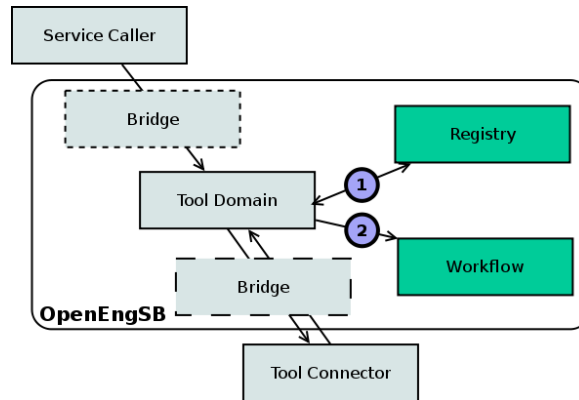 Service Caller
Bridge
Registry
1
Tool Domain
2
Bridge
Workflow
OpenEngSB
Tool Connector